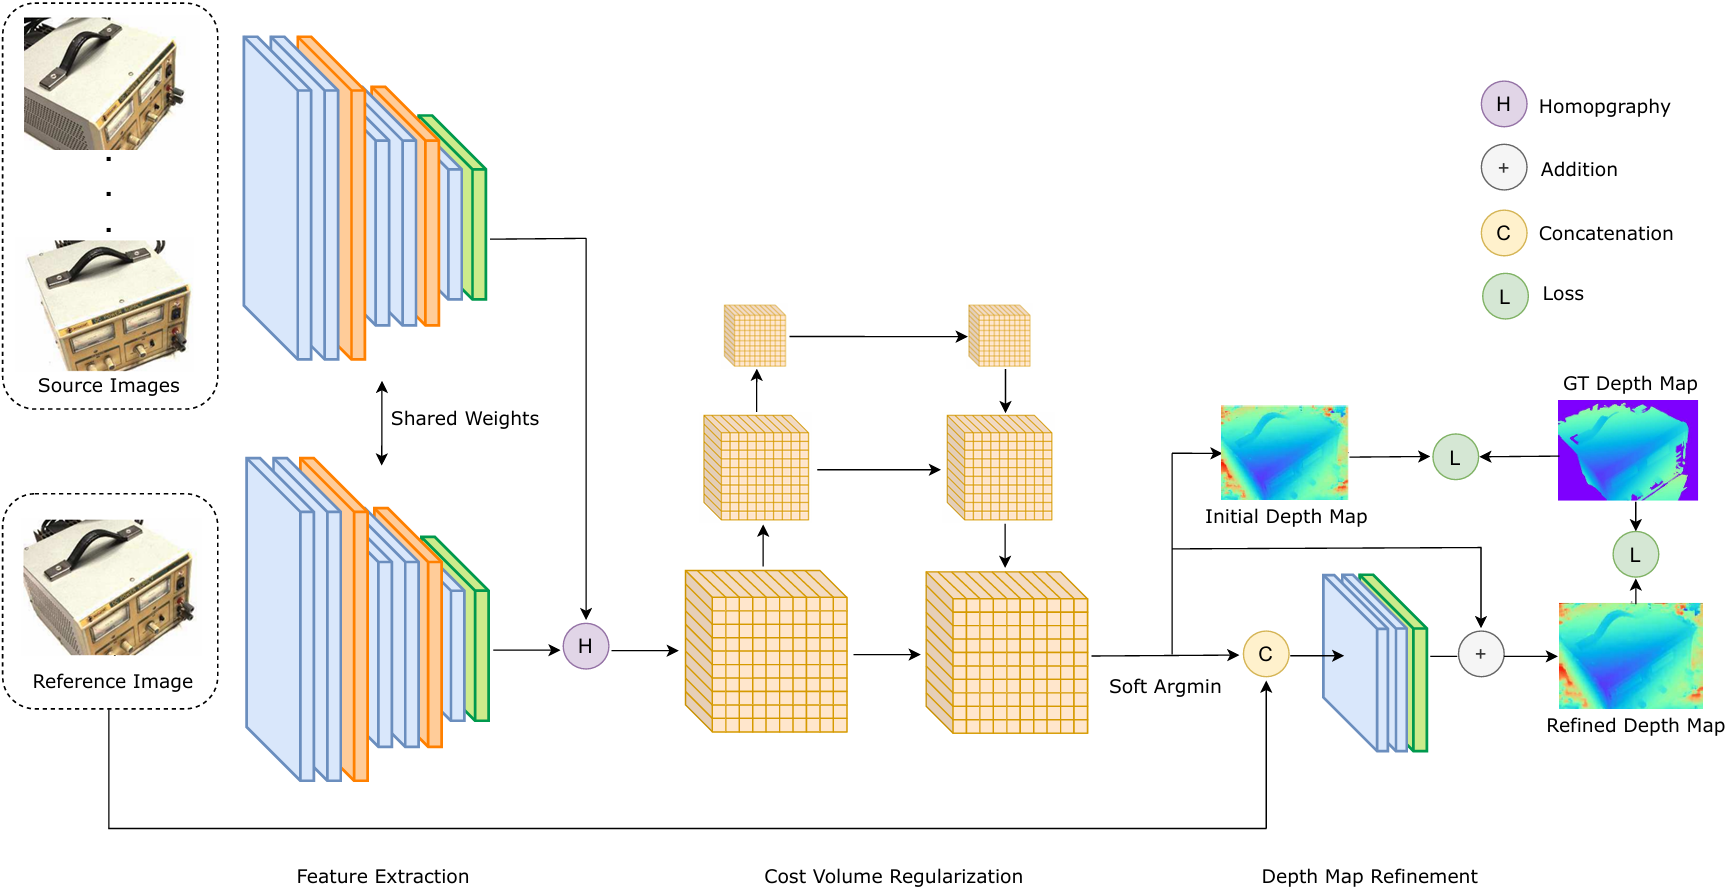 Source Images
Shared Weights
Reference Image
H
Homopgraphy
+
Addition
C
Concatenation
L
Loss
GT Depth Map
L
Initial Depth Map
L
H
C
+
Soft Argmin
Refined Depth Map
Feature Extraction
Cost Volume Regularization
Depth Map Refinement